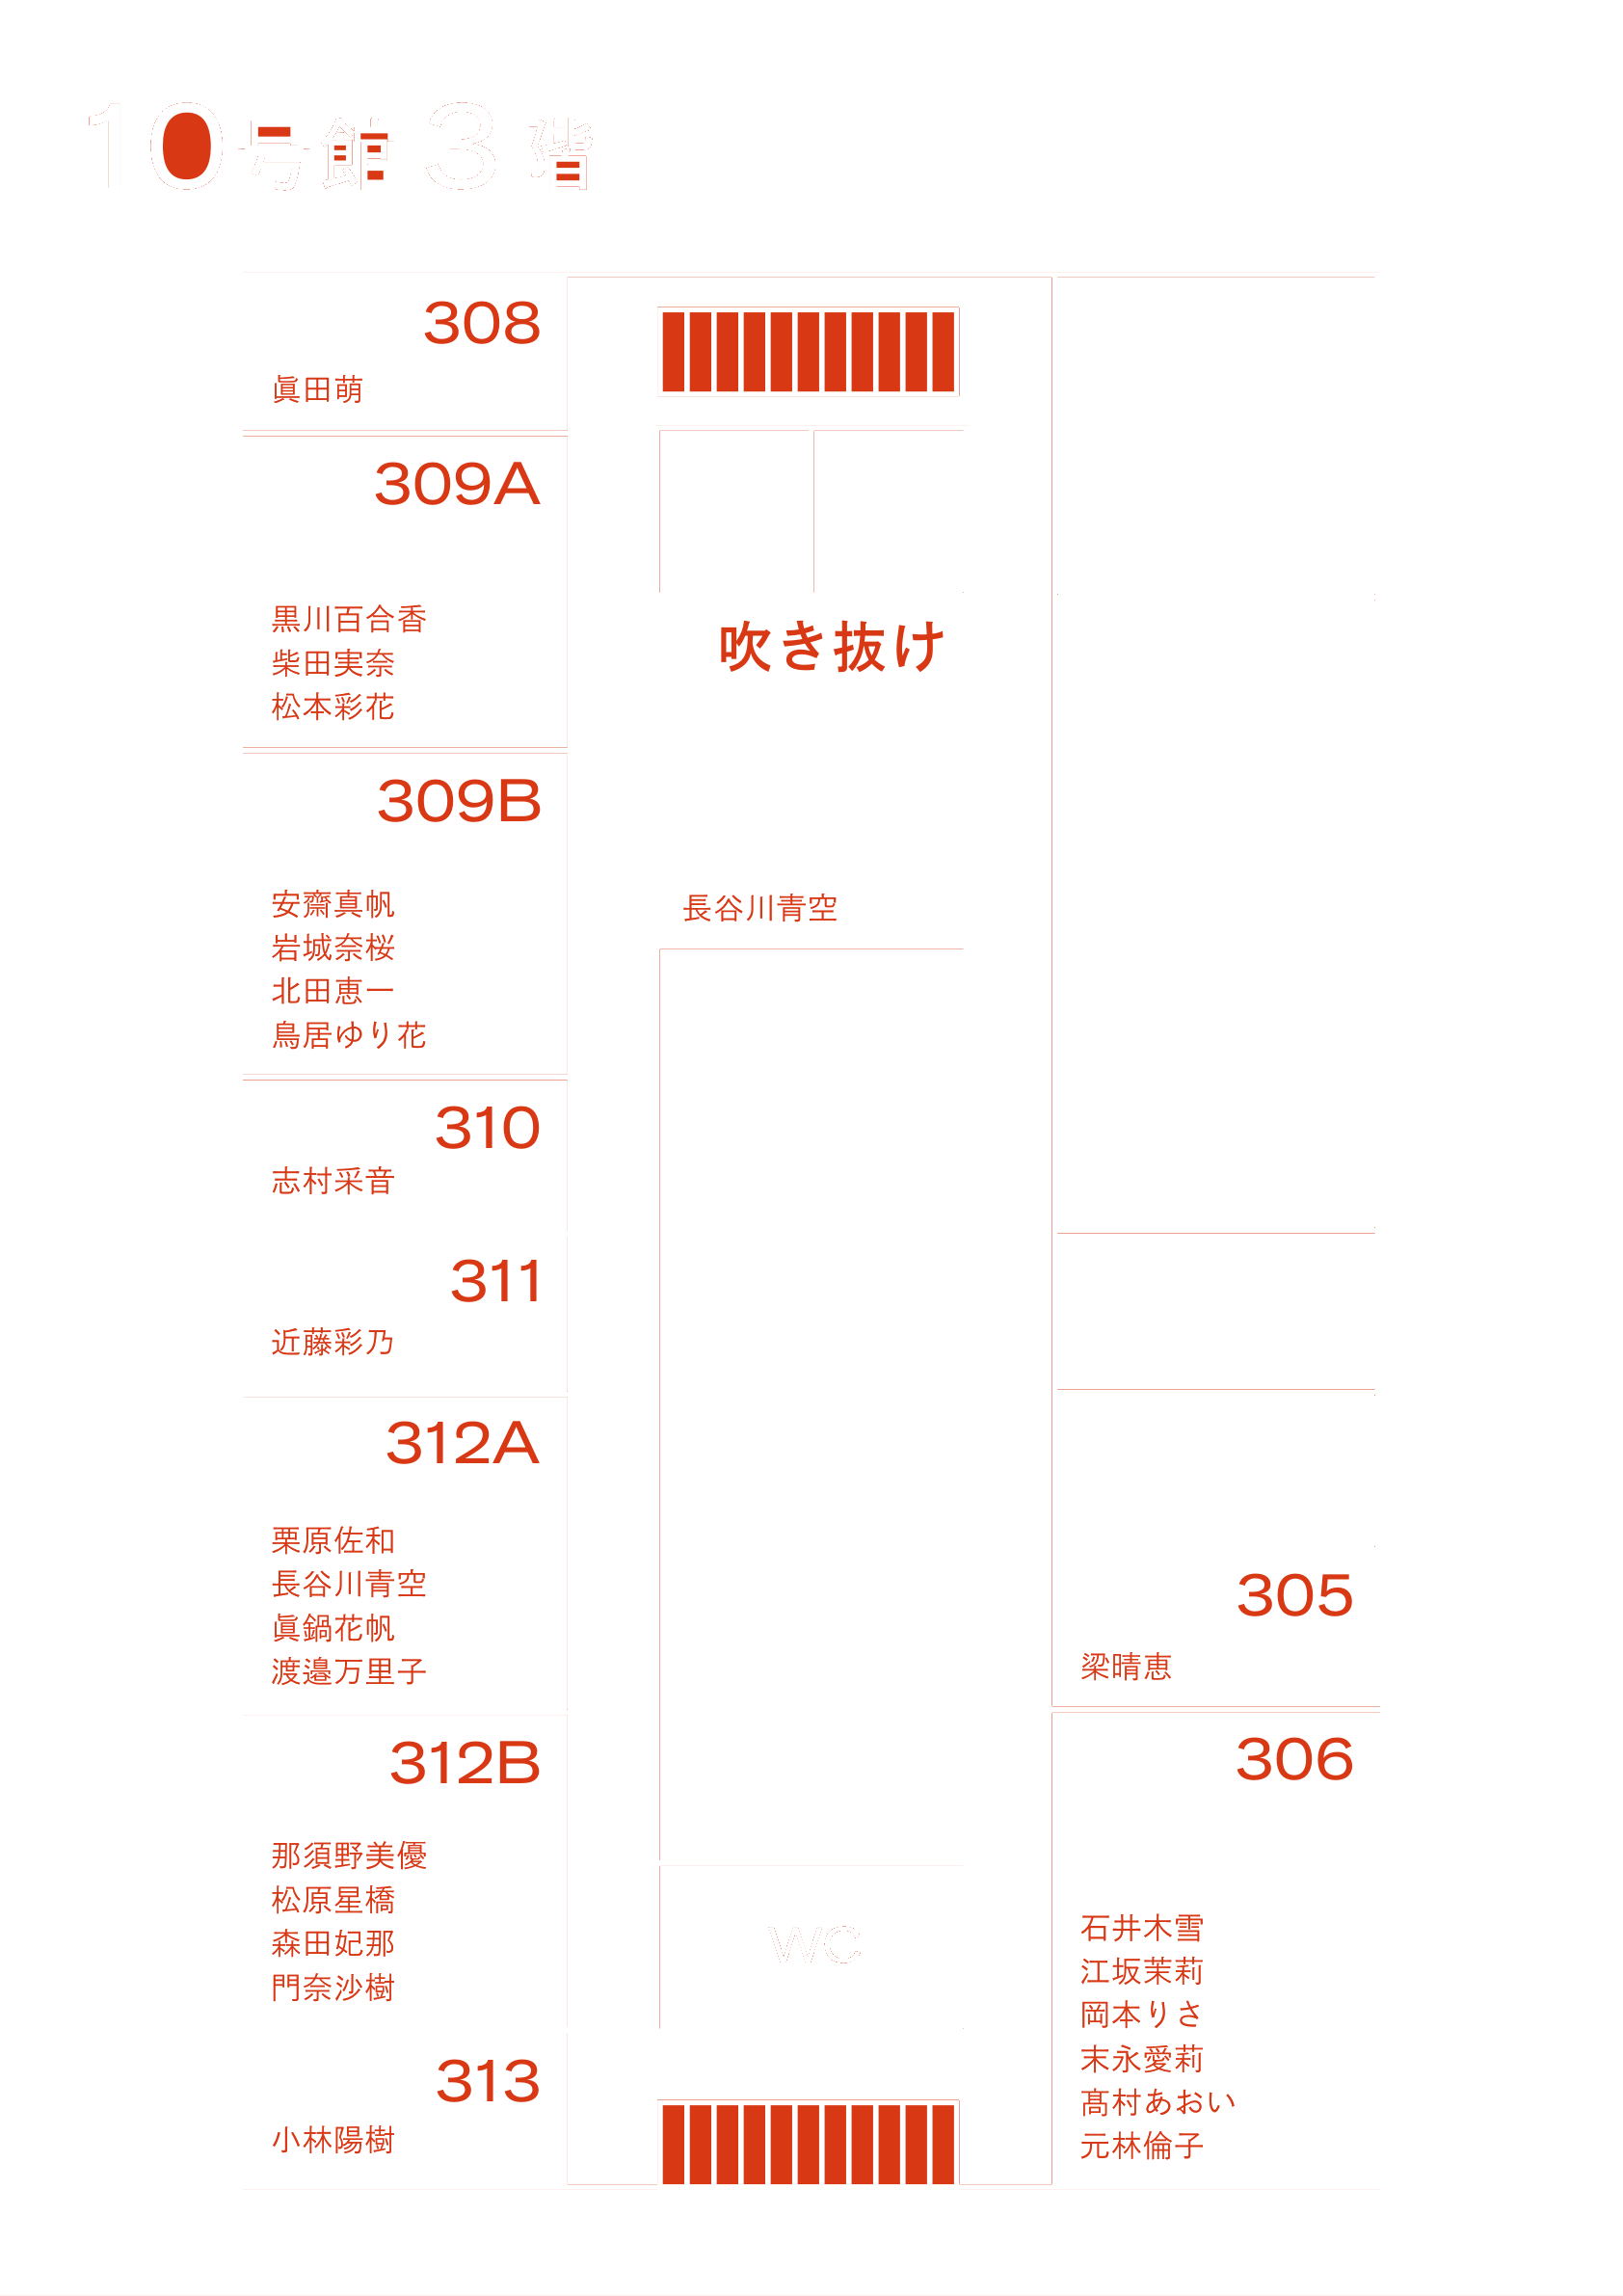 10号館 3 階
308
眞田萌
309A
黒川百合香
柴田実奈
松本彩花
309B
安齋真帆
岩城奈桜
北田恵一
鳥居ゆり花
310
志村采音
311
近藤彩乃
312A
栗原佐和
長谷川青空
眞鍋花帆
渡邉万里子
312B
那須野美優
松原星橋
森田妃那
門奈沙樹
313
小林陽樹
吹き抜け
長谷川青空
WC
305
梁晴恵
306
石井木雪
江坂茉莉
岡本りさ
末永愛莉
髙村あおい
元林倫子